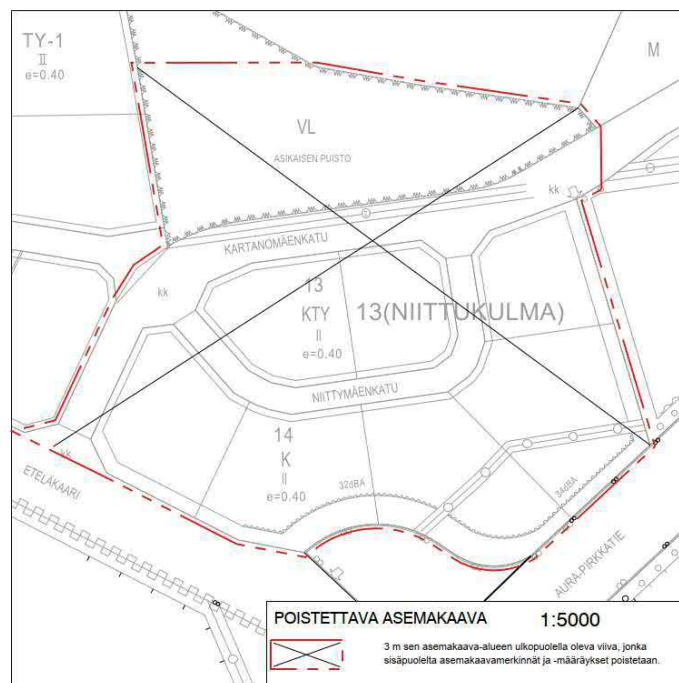 TY-1
II
e=0.40
M
VL
ASIKAISEN PUISTO
kk
KARTANOMÄENKATU
kk
13
KTY
II
e=0.40
13(NIITTUKULMA)
NIITTYMÄENKATU
14
K
II
e=0.40
32dBA
34dBA
ETELÄKAARI
AURA-PIRKKATIE
POISTETTAVA ASEMAKAAVA 1:5000
3 m sen asemakaava-alueen ulkopuolella oleva viiva, jonka
sisäpuolelta asemakaavamerkinnät ja -määräykset poistetaan.